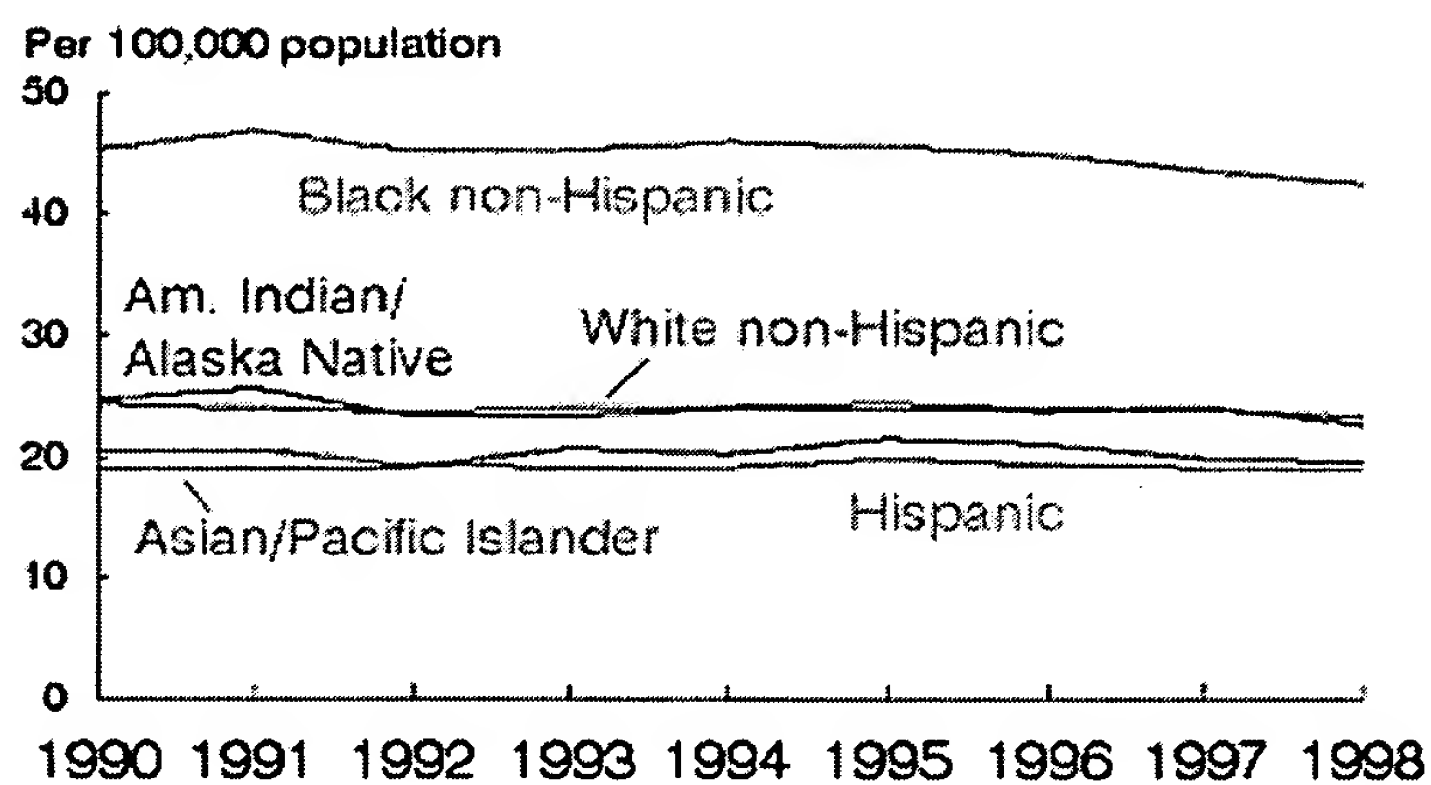 Per 100,000 population
50
40
30
20
10
0
Black non-Hispanic
Am. Indian/
Alaska Native
White non-Hispanic
Asian/Pacific Islander
Hispanic
1990 1991 1992 1993 1994 1995 1996 1997 1998